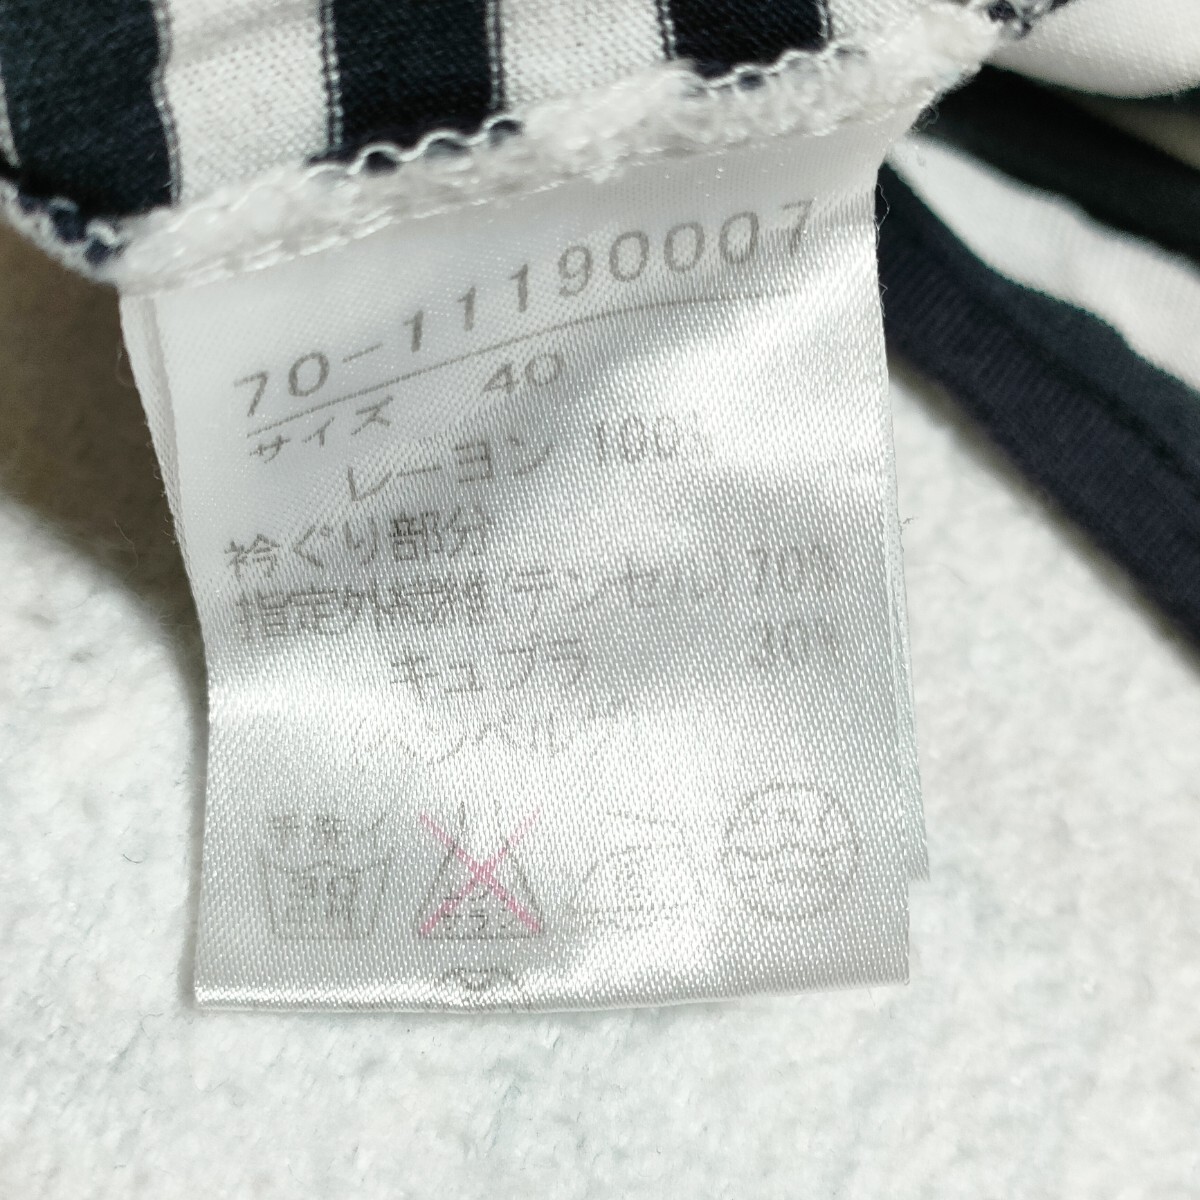 70-11190007
サイズ 40
レーヨン 100%
衿ぐり部分
指定外繊維 テンセル 70%
キュプラ 30%